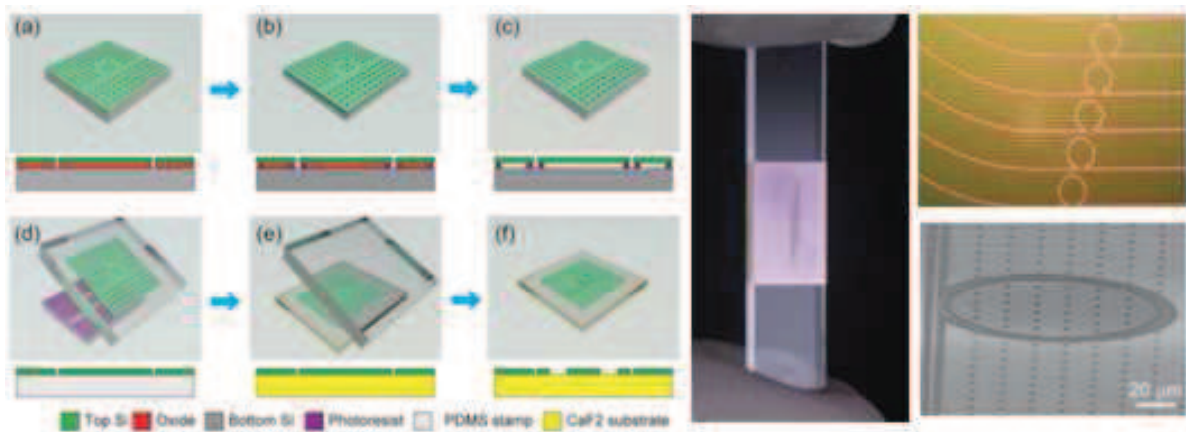 (a)
(b)
(c)
(d)
(e)
(f)
Top Si Oxide Bottom Si Photoresist PDMS stamp CaF2 substrate
20 μm